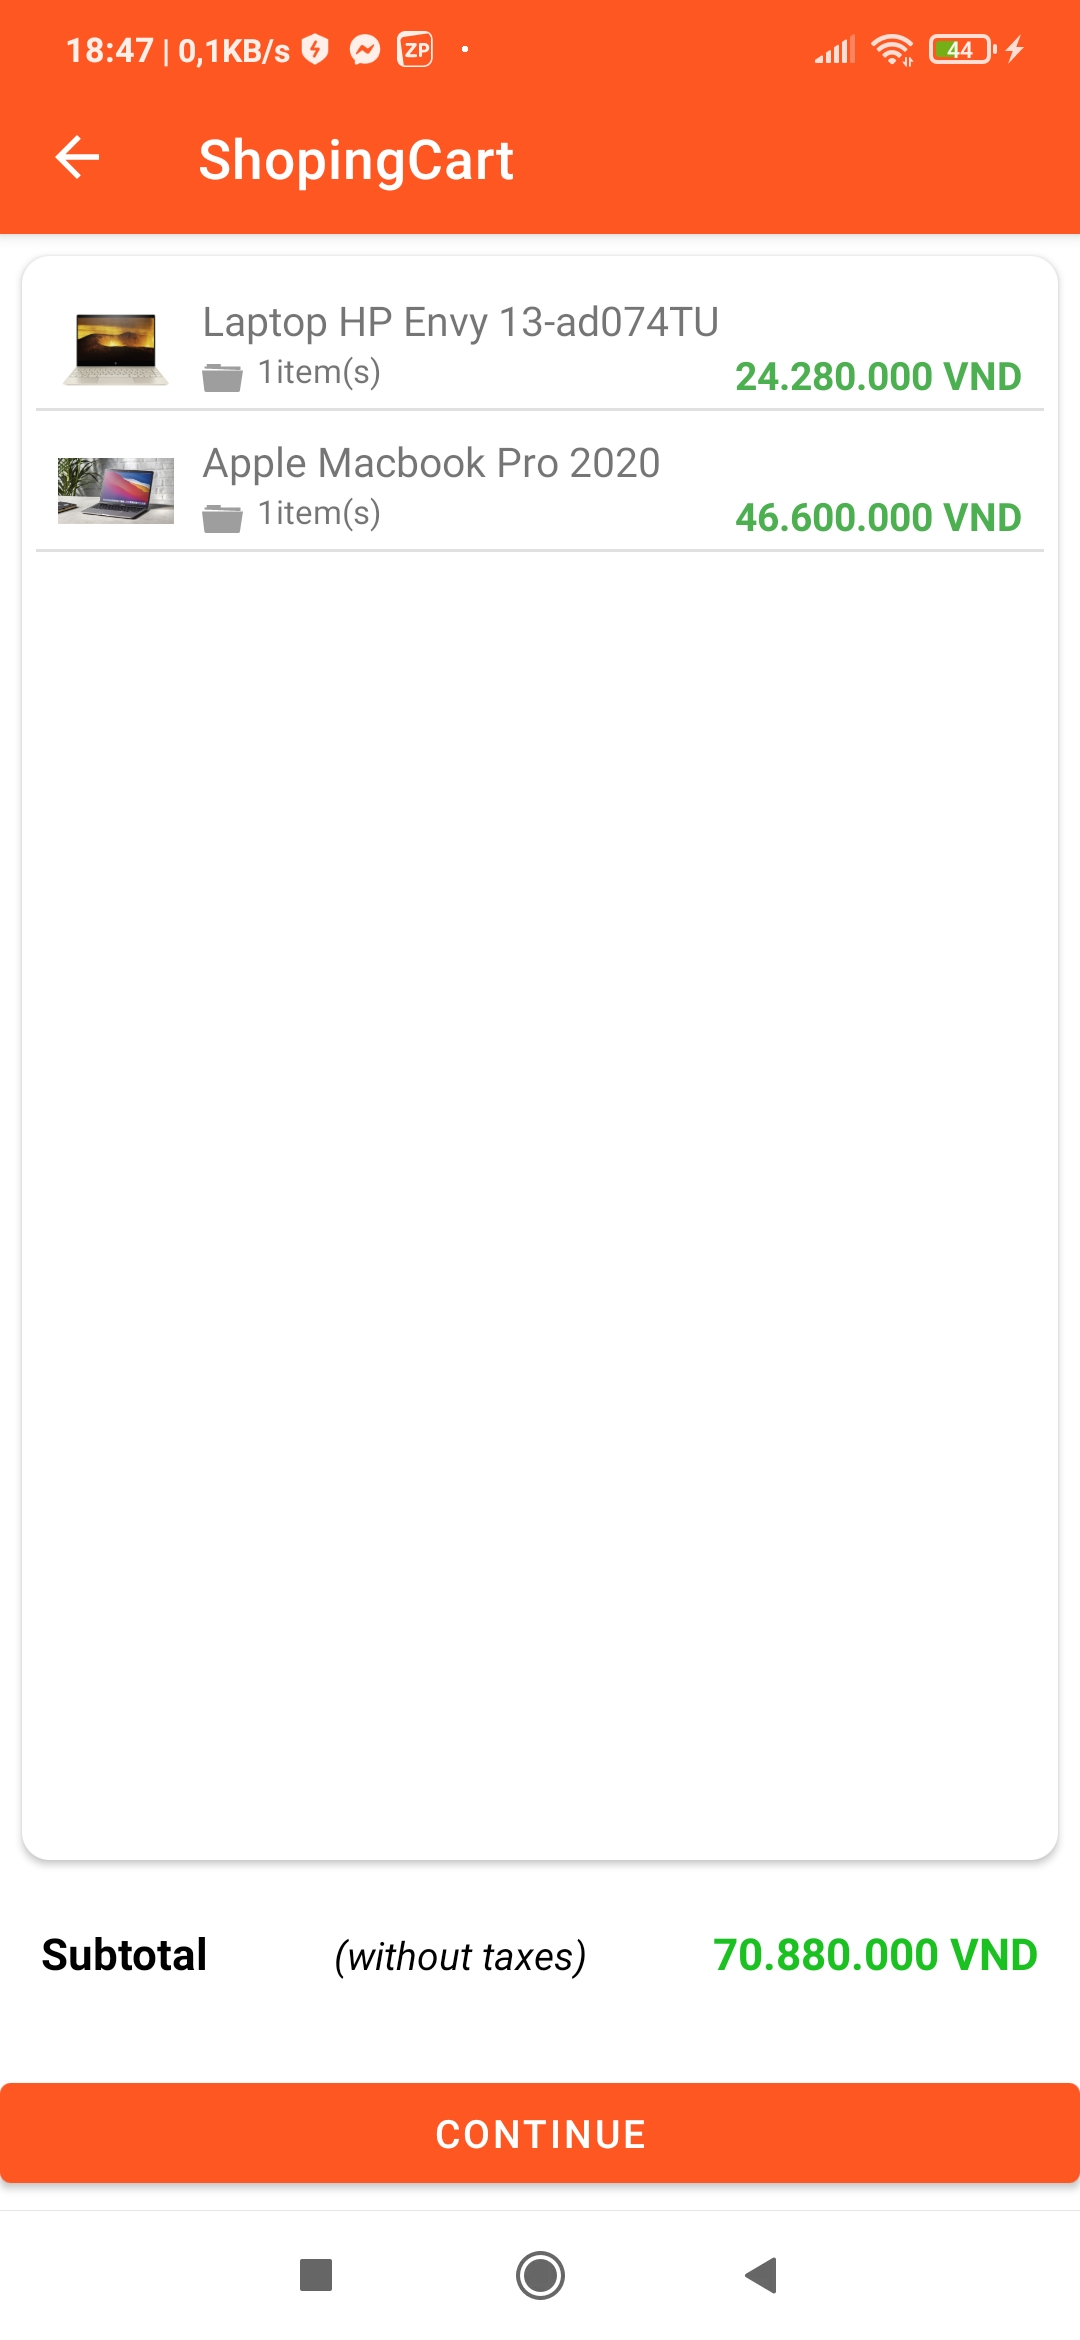 18:47 | 0,1KB/s ZP 44
ShopingCart
Laptop HP Envy 13-ad074TU
1item(s) 24.280.000 VND
Apple Macbook Pro 2020
1item(s) 46.600.000 VND
Subtotal (without taxes) 70.880.000 VND
CONTINUE